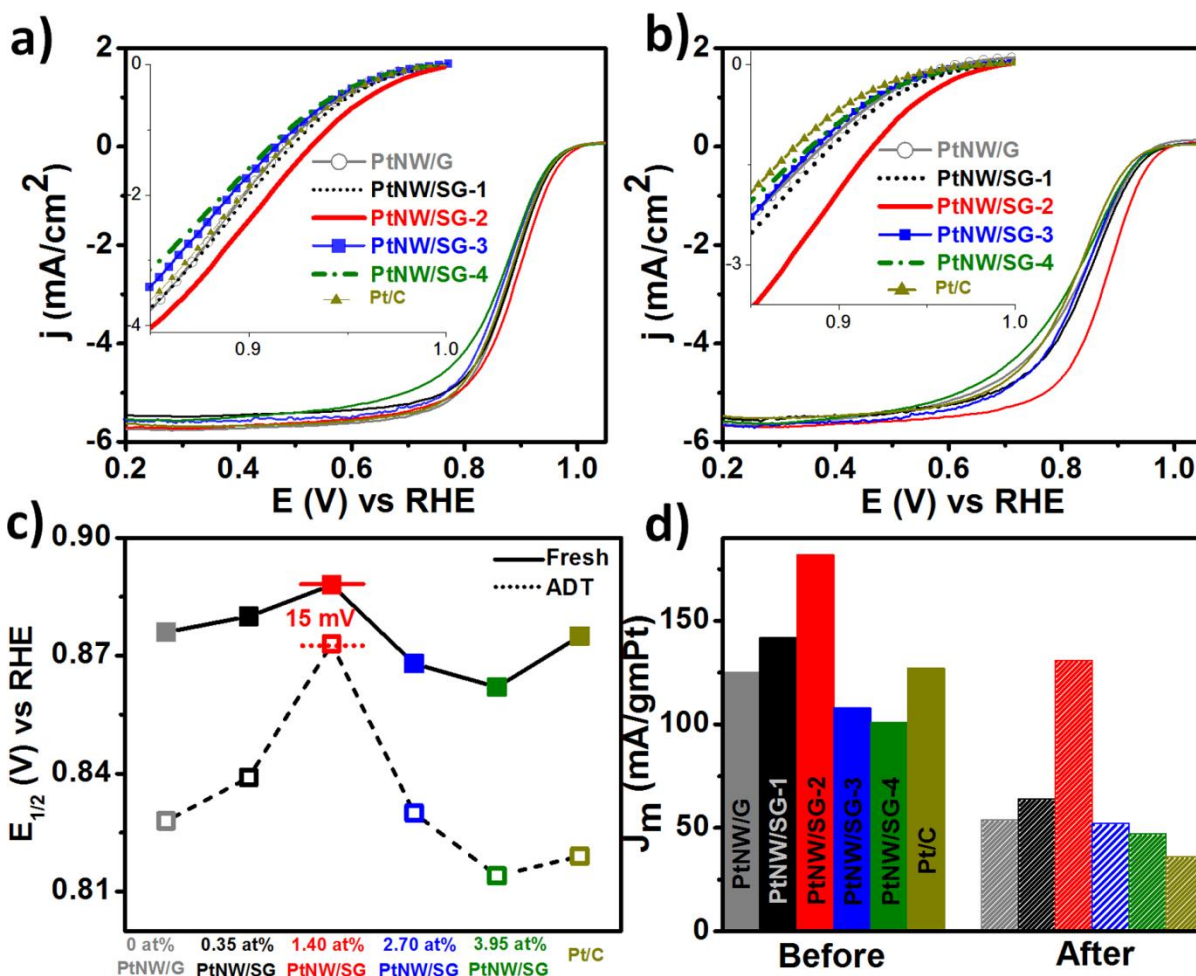 a)
2
0
-2
-4
-6
j (mA/cm2)
0
-2
-4
0.9
1.0
PtNW/G
PtNW/SG-1
PtNW/SG-2
PtNW/SG-3
PtNW/SG-4
Pt/C
0.2
0.4
0.6
0.8
1.0
E (V) vs RHE
b)
2
0
-2
-4
-6
j (mA/cm2)
0
-3
0.9
1.0
PtNW/G
PtNW/SG-1
PtNW/SG-2
PtNW/SG-3
PtNW/SG-4
Pt/C
0.2
0.4
0.6
0.8
1.0
E (V) vs RHE
c)
0.90
0.87
0.84
0.81
E1/2 (V) vs RHE
Fresh
ADT
15 mV
0 at%
PtNW/G
0.35 at%
PtNW/SG
1.40 at%
PtNW/SG
2.70 at%
PtNW/SG
3.95 at%
PtNW/SG
Pt/C
d)
150
100
50
0
Jm (mA/gmPt)
PtNW/G
PtNW/SG-1
PtNW/SG-2
PtNW/SG-3
PtNW/SG-4
Pt/C
Before
After